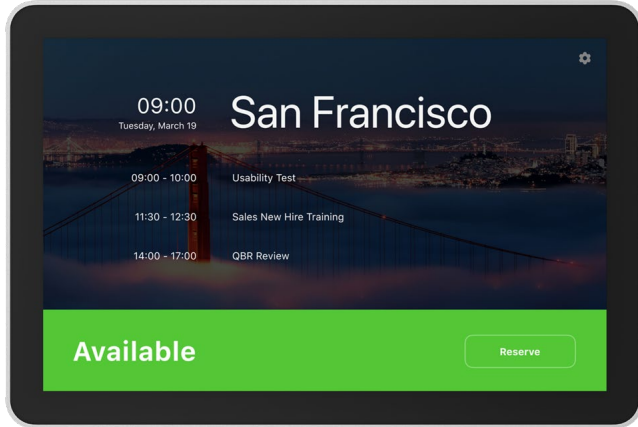 09:00 San Francisco
Tuesday, March 19
09:00 - 10:00 Usability Test
11:30 - 12:30 Sales New Hire Training
14:00 - 17:00 QBR Review
Available Reserve